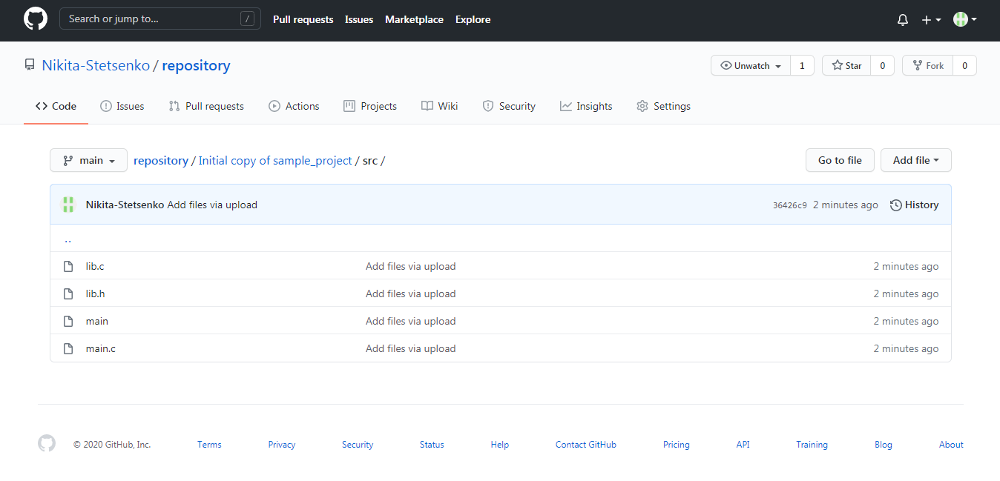 Search or jump to... /
Pull requests Issues Marketplace Explore
Nikita-Stetsenko / repository
Unwatch 1 Star 0 Fork 0
Code Issues Pull requests Actions Projects Wiki Security Insights Settings
main repository / Initial copy of sample_project / src / Go to file Add file
Nikita-Stetsenko Add files via upload 36426c9 2 minutes ago History
..
lib.c Add files via upload 2 minutes ago
lib.h Add files via upload 2 minutes ago
main Add files via upload 2 minutes ago
main.c Add files via upload 2 minutes ago
© 2020 GitHub, Inc. Terms Privacy Security Status Help Contact GitHub Pricing API Training Blog About